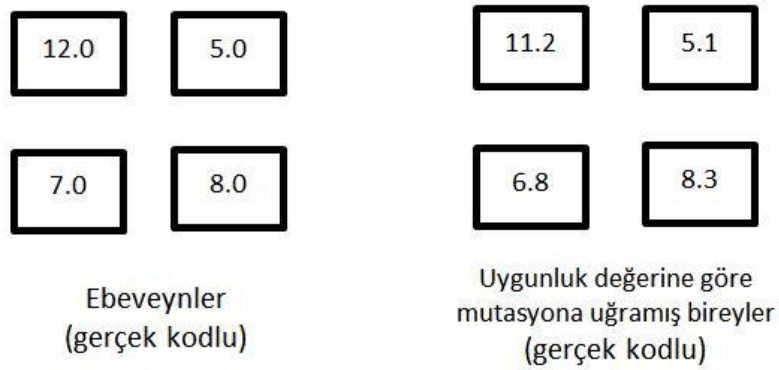 12.0 5.0
7.0 8.0
Ebeveynler
(gerçek kodlu)
11.2 5.1
6.8 8.3
Uygunluk değerine göre
mutasyona uğramış bireyler
(gerçek kodlu)